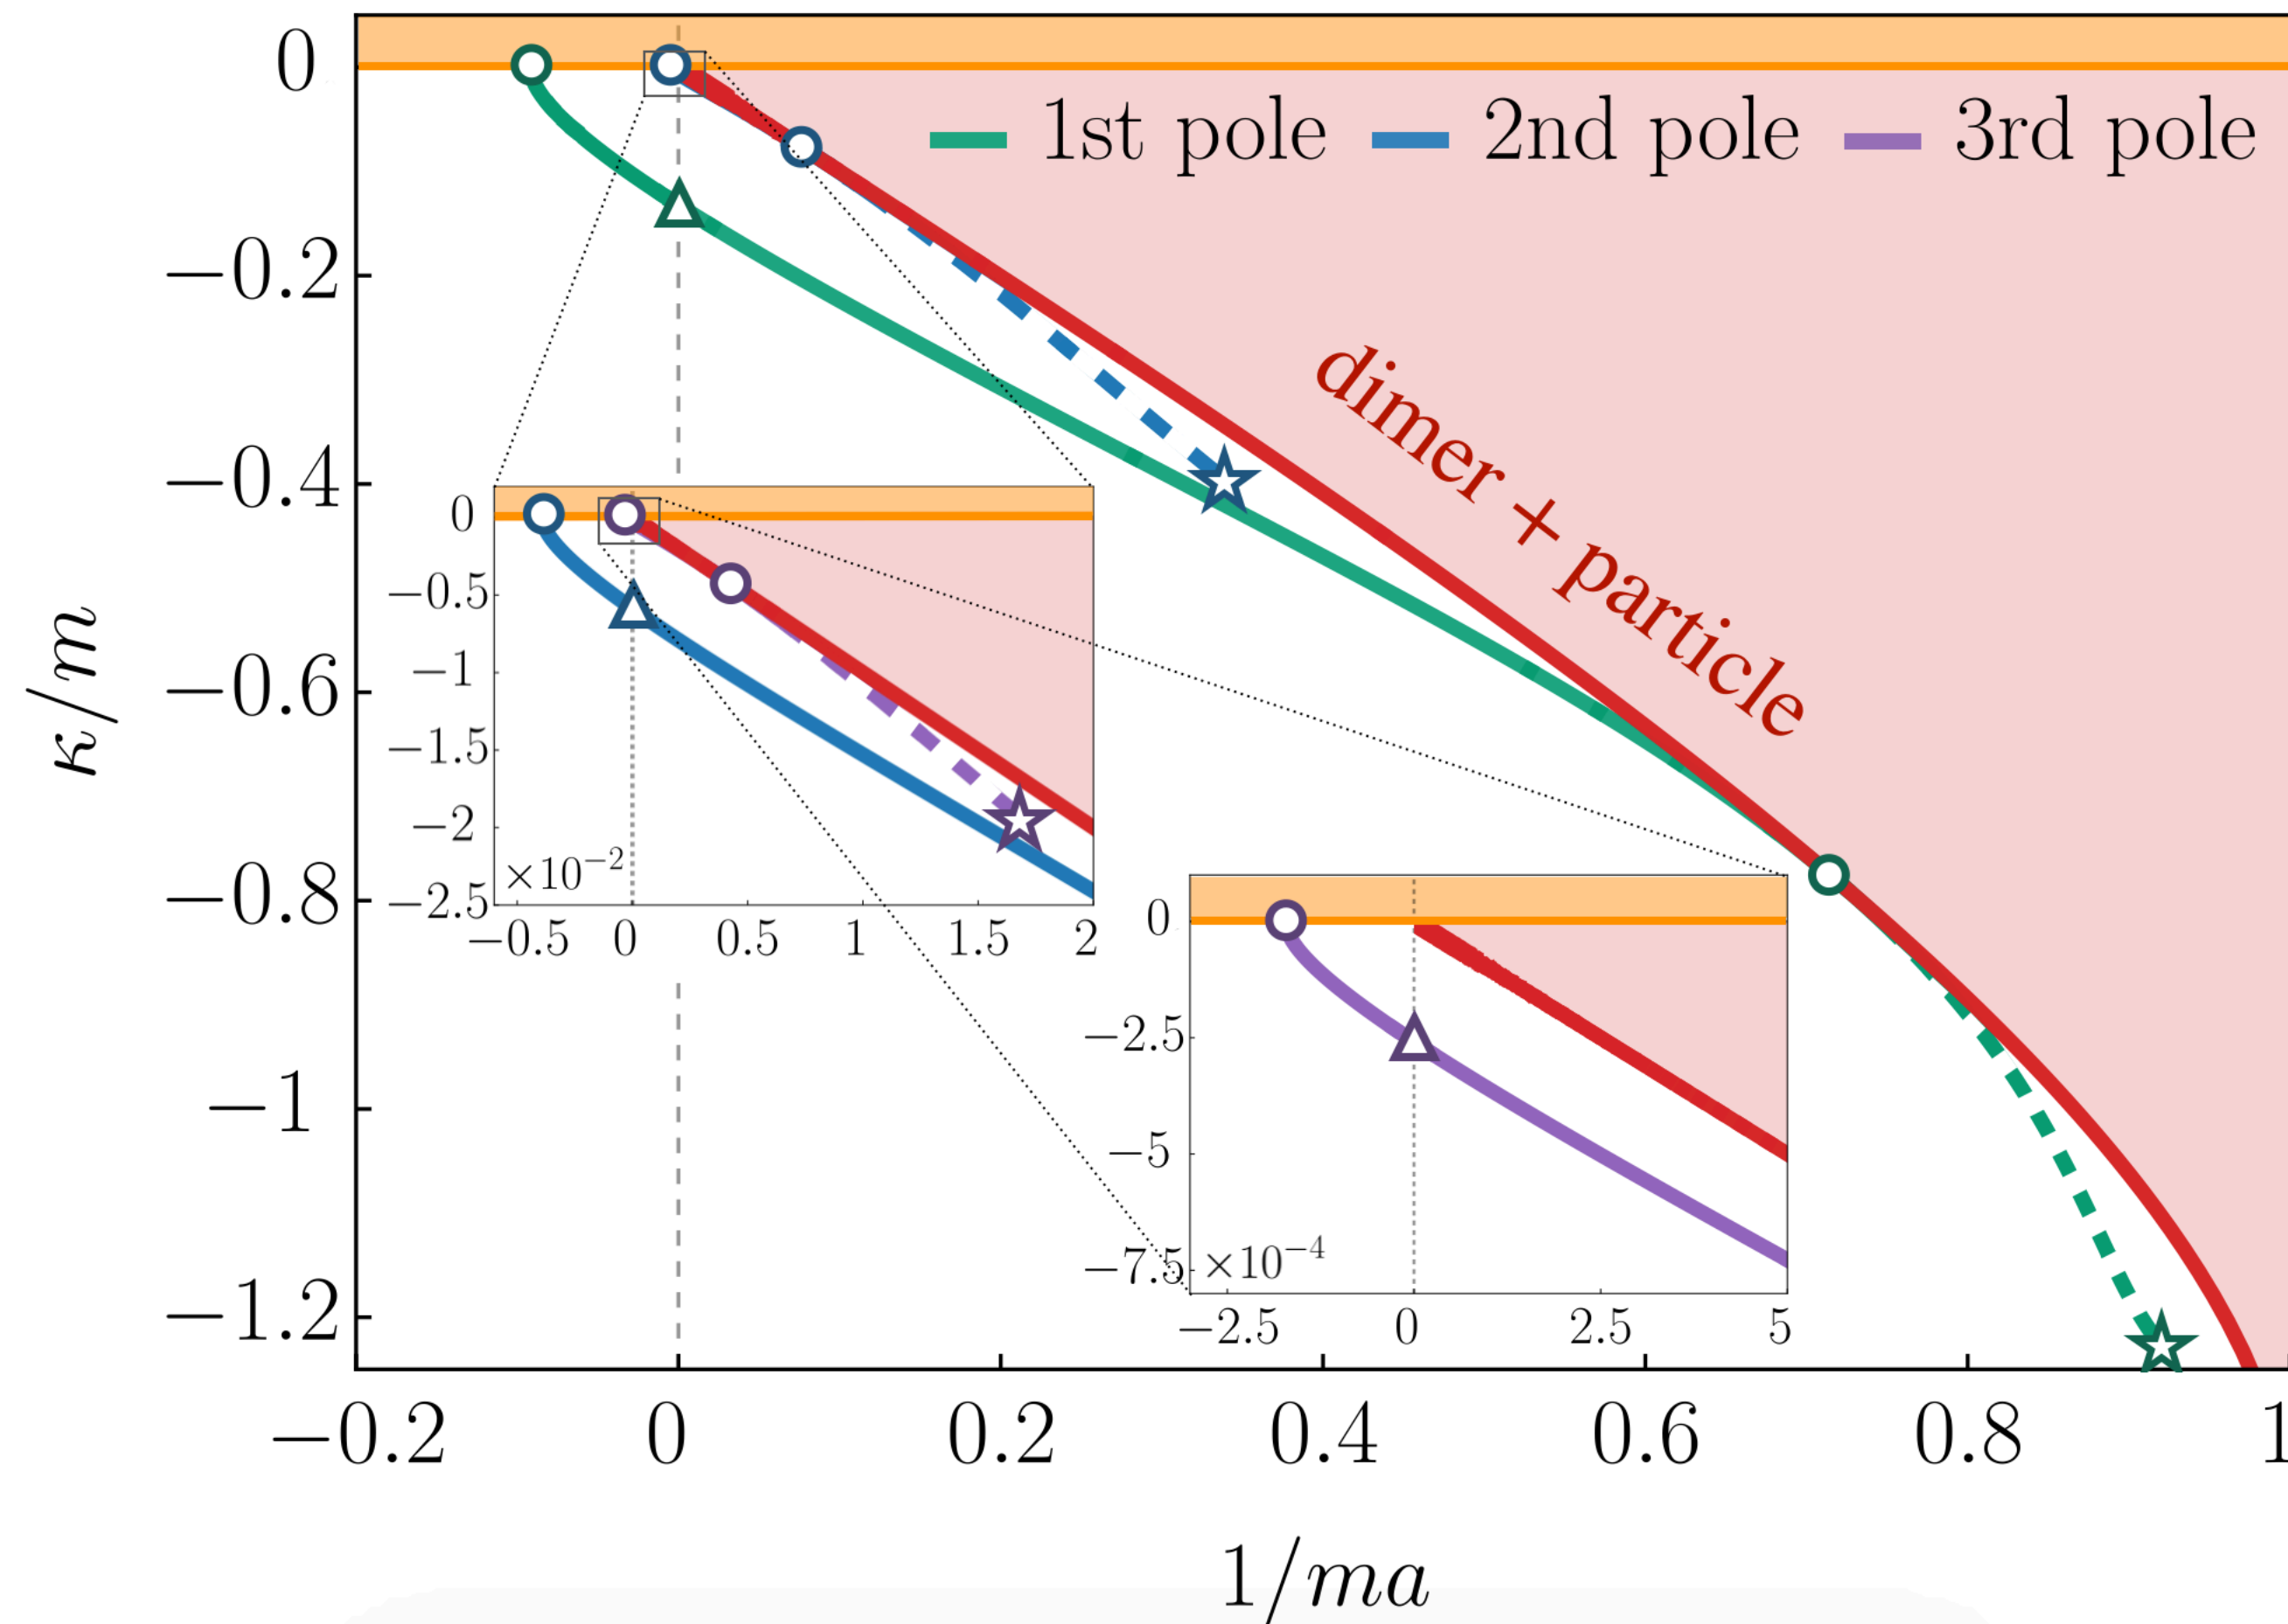 0
1st pole 2nd pole 3rd pole
−0.2
−0.4
dimer + particle
κ/m
−0.6
−0.8
−1
−1.2
−0.2 0 0.2 0.4 0.6 0.8 1
1/ma
0
−0.5
−1
−1.5
−2
−2.5
×10⁻²
−0.5 0 0.5 1 1.5 2
0
−2.5
−5
−7.5
×10⁻⁴
−2.5 0 2.5 5